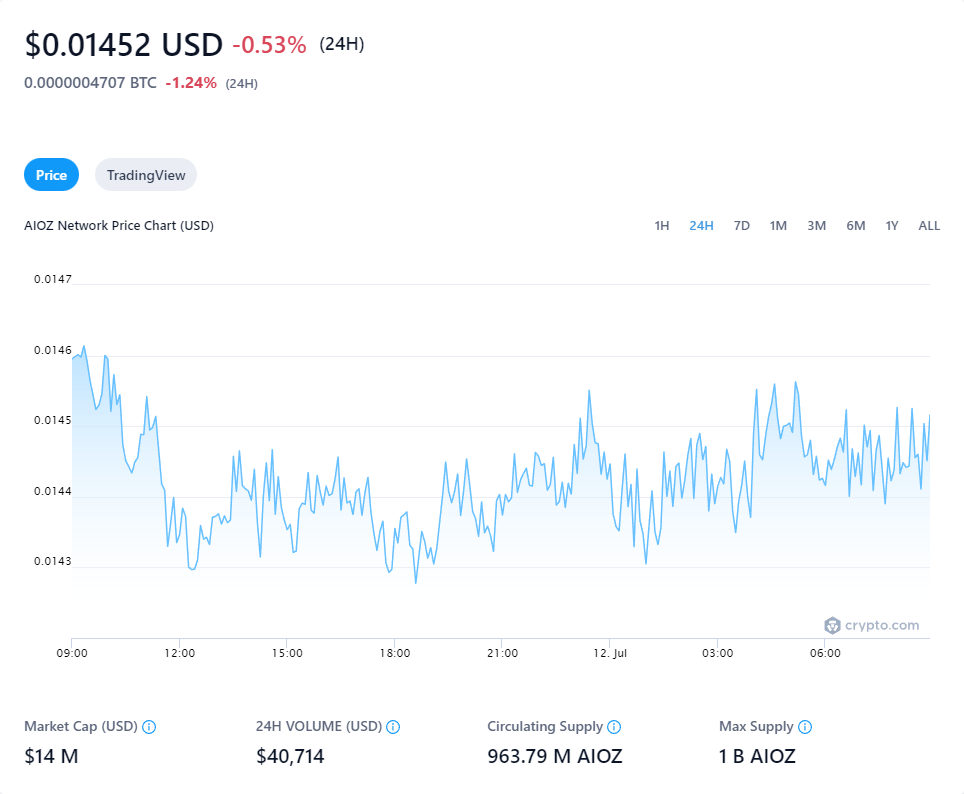 $0.01452 USD -0.53% (24H)
0.0000004707 BTC -1.24% (24H)
Price TradingView
AIOZ Network Price Chart (USD) 1H 24H 7D 1M 3M 6M 1Y ALL
0.0147
0.0146
0.0145
0.0144
0.0143
crypto.com
09:00 12:00 15:00 18:00 21:00 12. Jul 03:00 06:00
Market Cap (USD) 24H VOLUME (USD) Circulating Supply Max Supply
$14 M $40,714 963.79 M AIOZ 1 B AIOZ